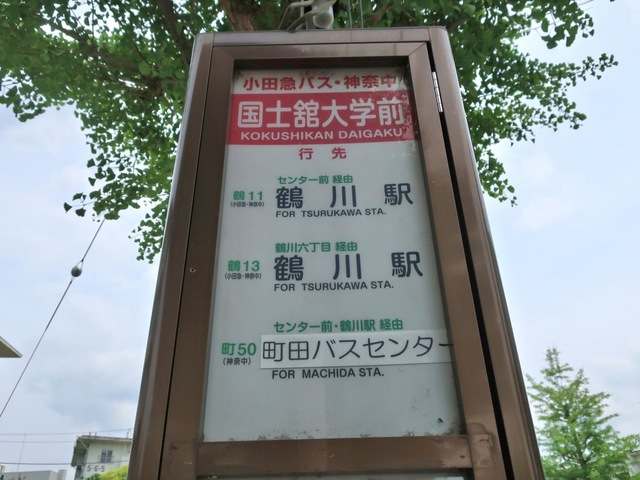 小田急バス・神奈中
国士舘大学前
KOKUSHIKAN DAIGAKU
行先
センター前 経由
鶴11 鶴川駅
(小田急・神奈中) FOR TSURUKAWA STA.
鶴川六丁目 経由
鶴13 鶴川駅
(小田急・神奈中) FOR TSURUKAWA STA.
センター前・鶴川駅 経由
町50 町田バスセンター
(神奈中) FOR MACHIDA STA.